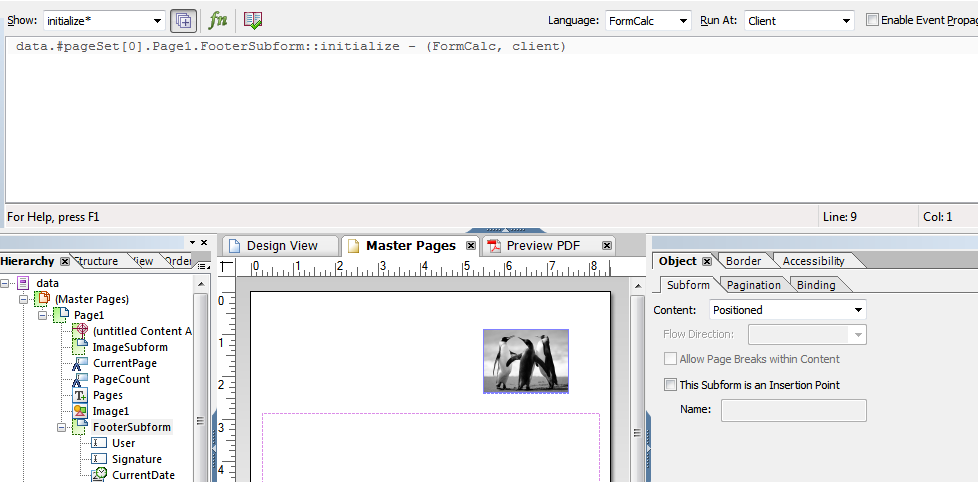 Show: initialize* fn Language: FormCalc Run At: Client Enable Event Propag
data.#pageSet[0].Page1.FooterSubform::initialize - (FormCalc, client)
For Help, press F1 Line: 9 Col: 1
Hierarchy Structure iew Order
Design View Master Pages Preview PDF
Object Border Accessibility
Subform Pagination Binding
data
(Master Pages)
Page1
(untitled Content A
ImageSubform
CurrentPage
PageCount
Pages
Image1
FooterSubform
User
Signature
CurrentDate
0 1 2 3 4 5 6 7 8
0
1
2
3
4
Content: Positioned
Flow Direction:
Allow Page Breaks within Content
This Subform is an Insertion Point
Name: